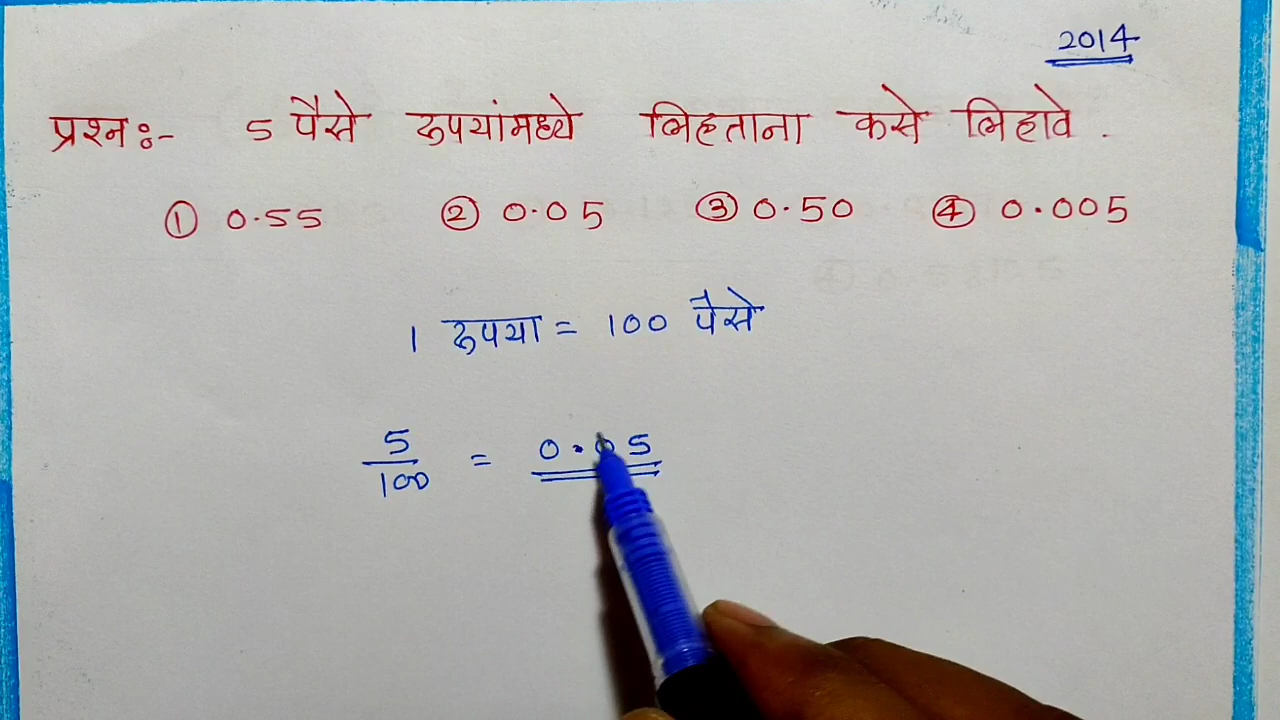 2014
प्रश्नः- 5 पैसे रुपयांमध्ये लिहताना कसे लिहावे .
① 0.55 ② 0.05 ③ 0.50 ④ 0.005
1 रुपया = 100 पैसे
5/100 = 0.05